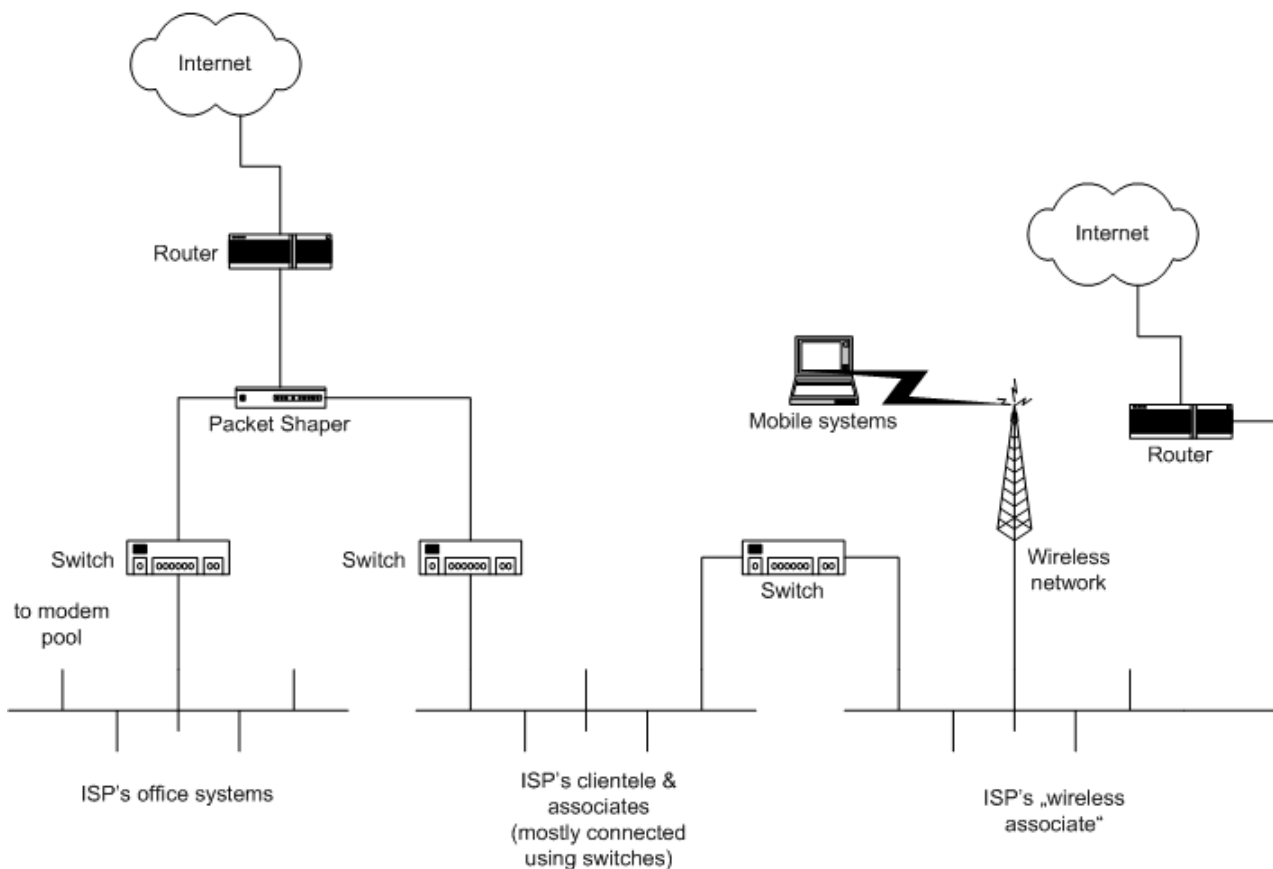 Internet
Router
Packet Shaper
Switch
to modem
pool
Switch
ISP's office systems
ISP's clientele &
associates
(mostly connected
using switches)
Switch
Mobile systems
Wireless
network
Internet
Router
ISP's „wireless
associate“